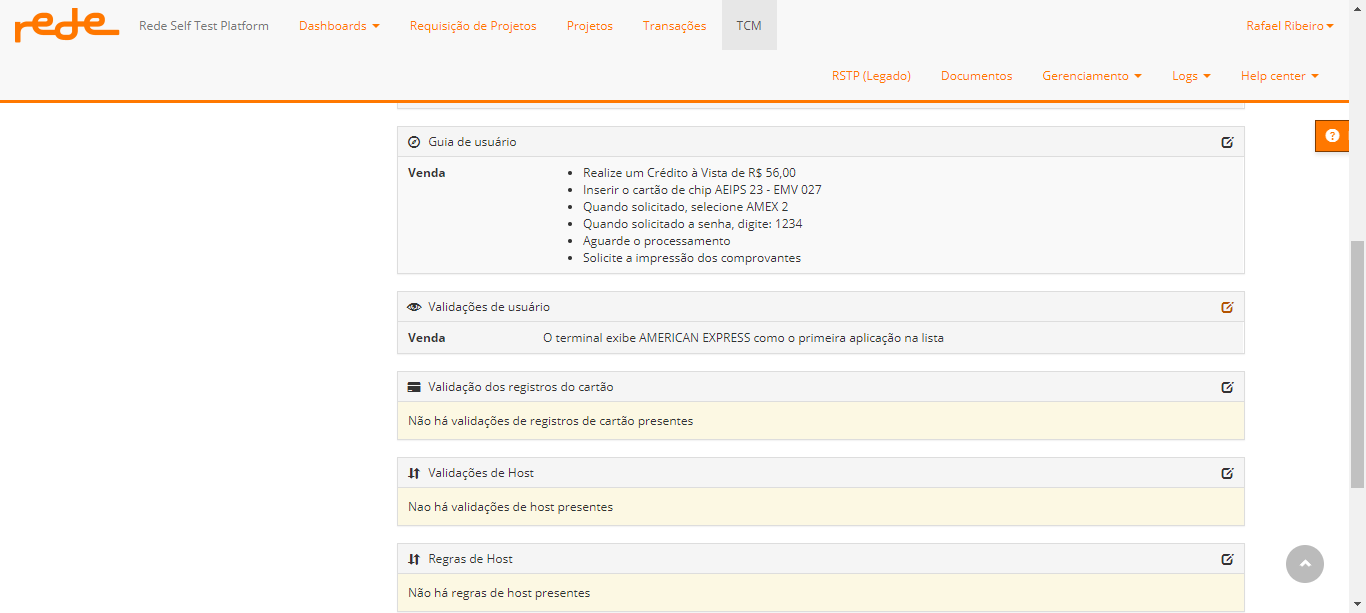 rede Rede Self Test Platform Dashboards Requisição de Projetos Projetos Transações TCM Rafael Ribeiro
RSTP (Legado) Documentos Gerenciamento Logs Help center
Guia de usuário
Venda
Realize um Crédito à Vista de R$ 56,00
Inserir o cartão de chip AEIPS 23 - EMV 027
Quando solicitado, selecione AMEX 2
Quando solicitado a senha, digite: 1234
Aguarde o processamento
Solicite a impressão dos comprovantes
Validações de usuário
Venda O terminal exibe AMERICAN EXPRESS como o primeira aplicação na lista
Validação dos registros do cartão
Não há validações de registros de cartão presentes
Validações de Host
Nao há validações de host presentes
Regras de Host
Não há regras de host presentes